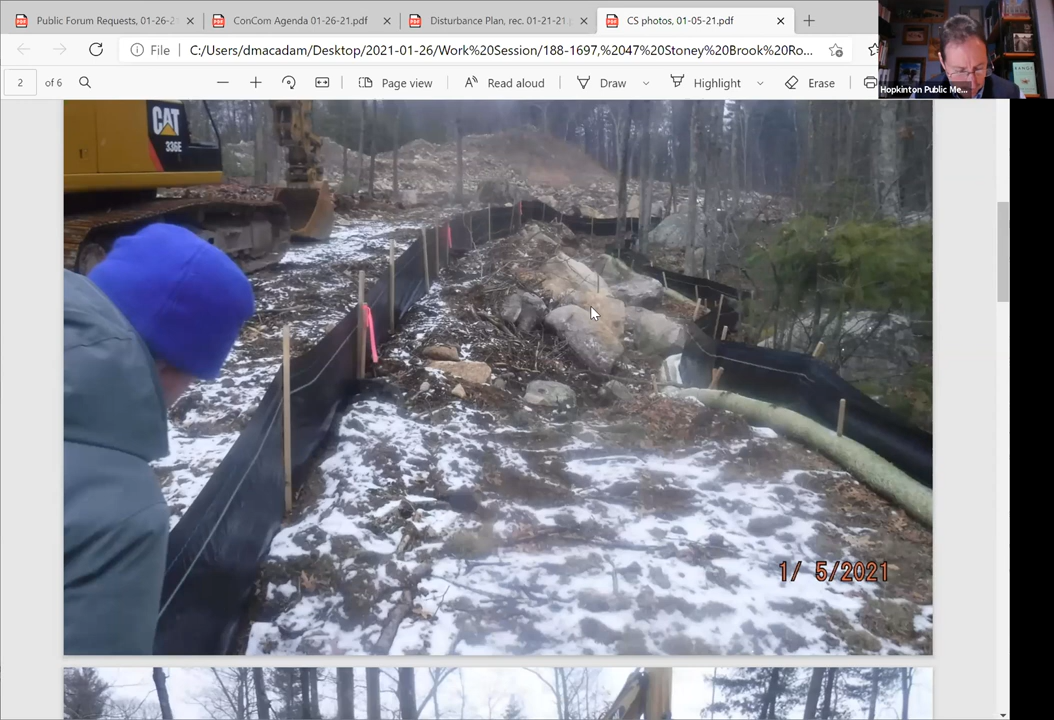 Public Forum Requests, 01-26-2
ConCom Agenda 01-26-21.pdf
Disturbance Plan, rec. 01-21-21.
CS photos, 01-05-21.pdf
File
C:/Users/dmacadam/Desktop/2021-01-26/Work%20Session/188-1697,%2047%20Stoney%20Brook%20Ro...
2 of 6
Page view
Read aloud
Draw
Highlight
Erase
Hopkinton Public Me...
CAT
336E
1/ 5/2021